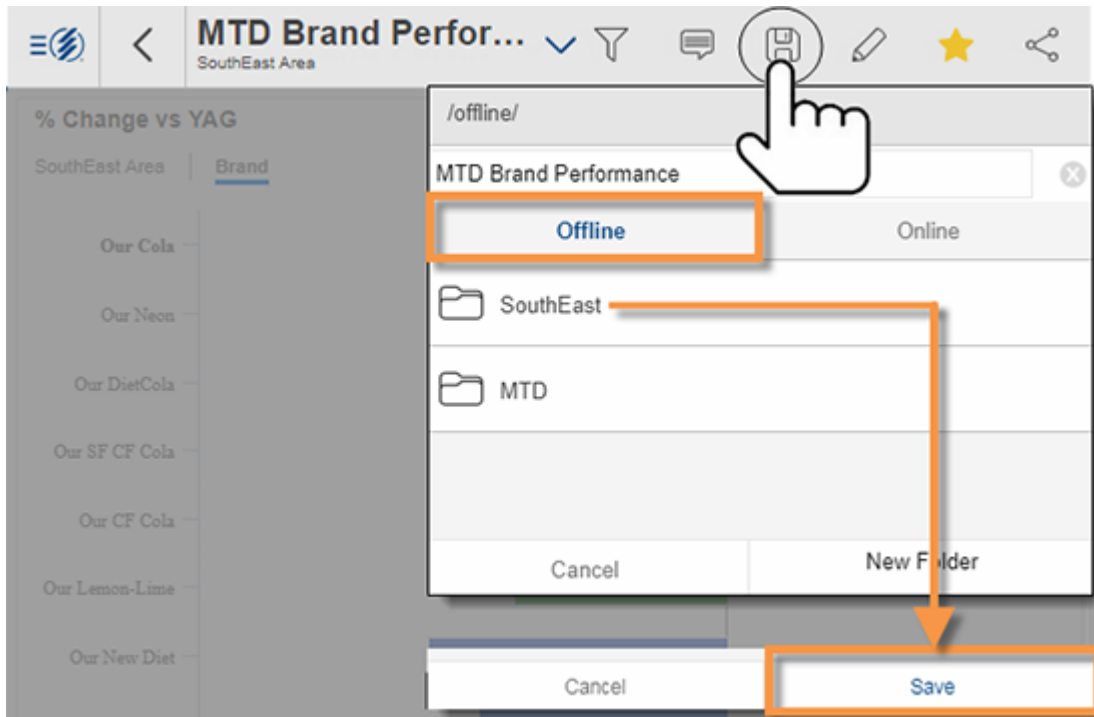 MTD Brand Perfor...
SouthEast Area
% Change vs YAG
SouthEast Area | Brand
/offline/
MTD Brand Performance
Offline Online
SouthEast
MTD
Cancel New Folder
Our Cola
Our Neon
Our DietCola
Our SF CF Cola
Our CF Cola
Our Lemon-Lime
Our New Diet
Cancel Save